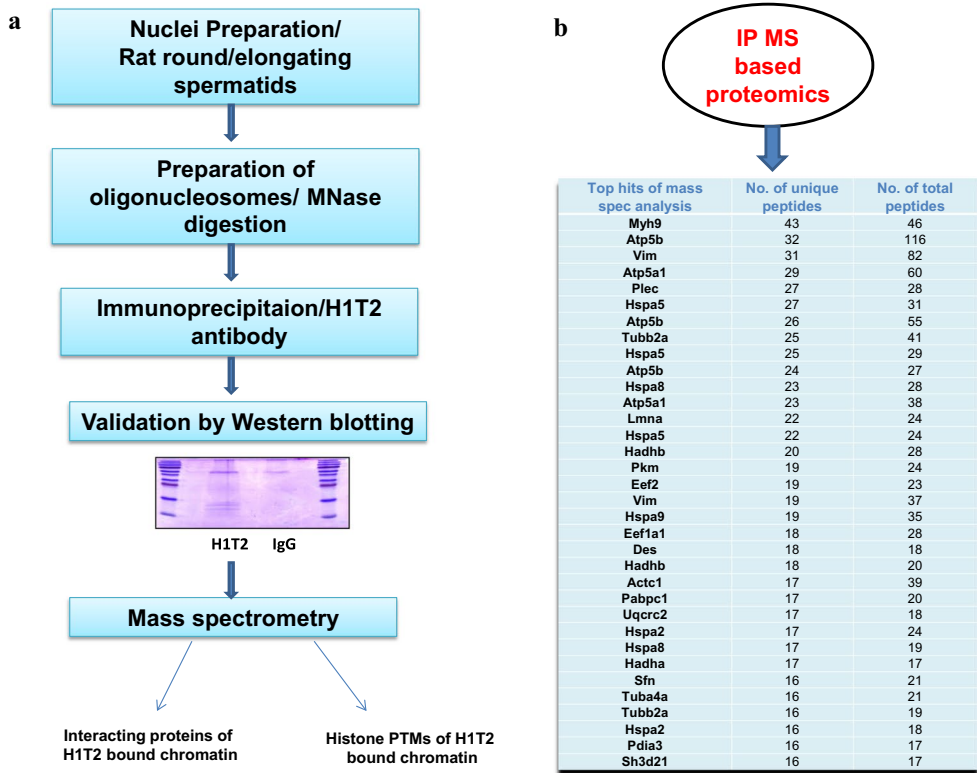 a
Nuclei Preparation/
Rat round/elongating
spermatids
Preparation of
oligonucleosomes/ MNase
digestion
Immunoprecipitaion/H1T2
antibody
Validation by Western blotting
H1T2 IgG
Mass spectrometry
Interacting proteins of
H1T2 bound chromatin
Histone PTMs of H1T2
bound chromatin
b
IP MS
based
proteomics
Top hits of mass
spec analysis
No. of unique
peptides
No. of total
peptides
Myh9 43 46
Atp5b 32 116
Vim 31 82
Atp5a1 29 60
Plec 27 28
Hspa5 27 31
Atp5b 26 55
Tubb2a 25 41
Hspa5 25 29
Atp5b 24 27
Hspa8 23 28
Atp5a1 23 38
Lmna 22 24
Hspa5 22 24
Hadhb 20 28
Pkm 19 24
Eef2 19 23
Vim 19 37
Hspa9 19 35
Eef1a1 18 28
Des 18 18
Hadhb 18 20
Actc1 17 39
Pabpc1 17 20
Uqcrc2 17 18
Hspa2 17 24
Hspa8 17 19
Hadha 17 17
Sfn 16 21
Tuba4a 16 21
Tubb2a 16 19
Hspa2 16 18
Pdia3 16 17
Sh3d21 16 17